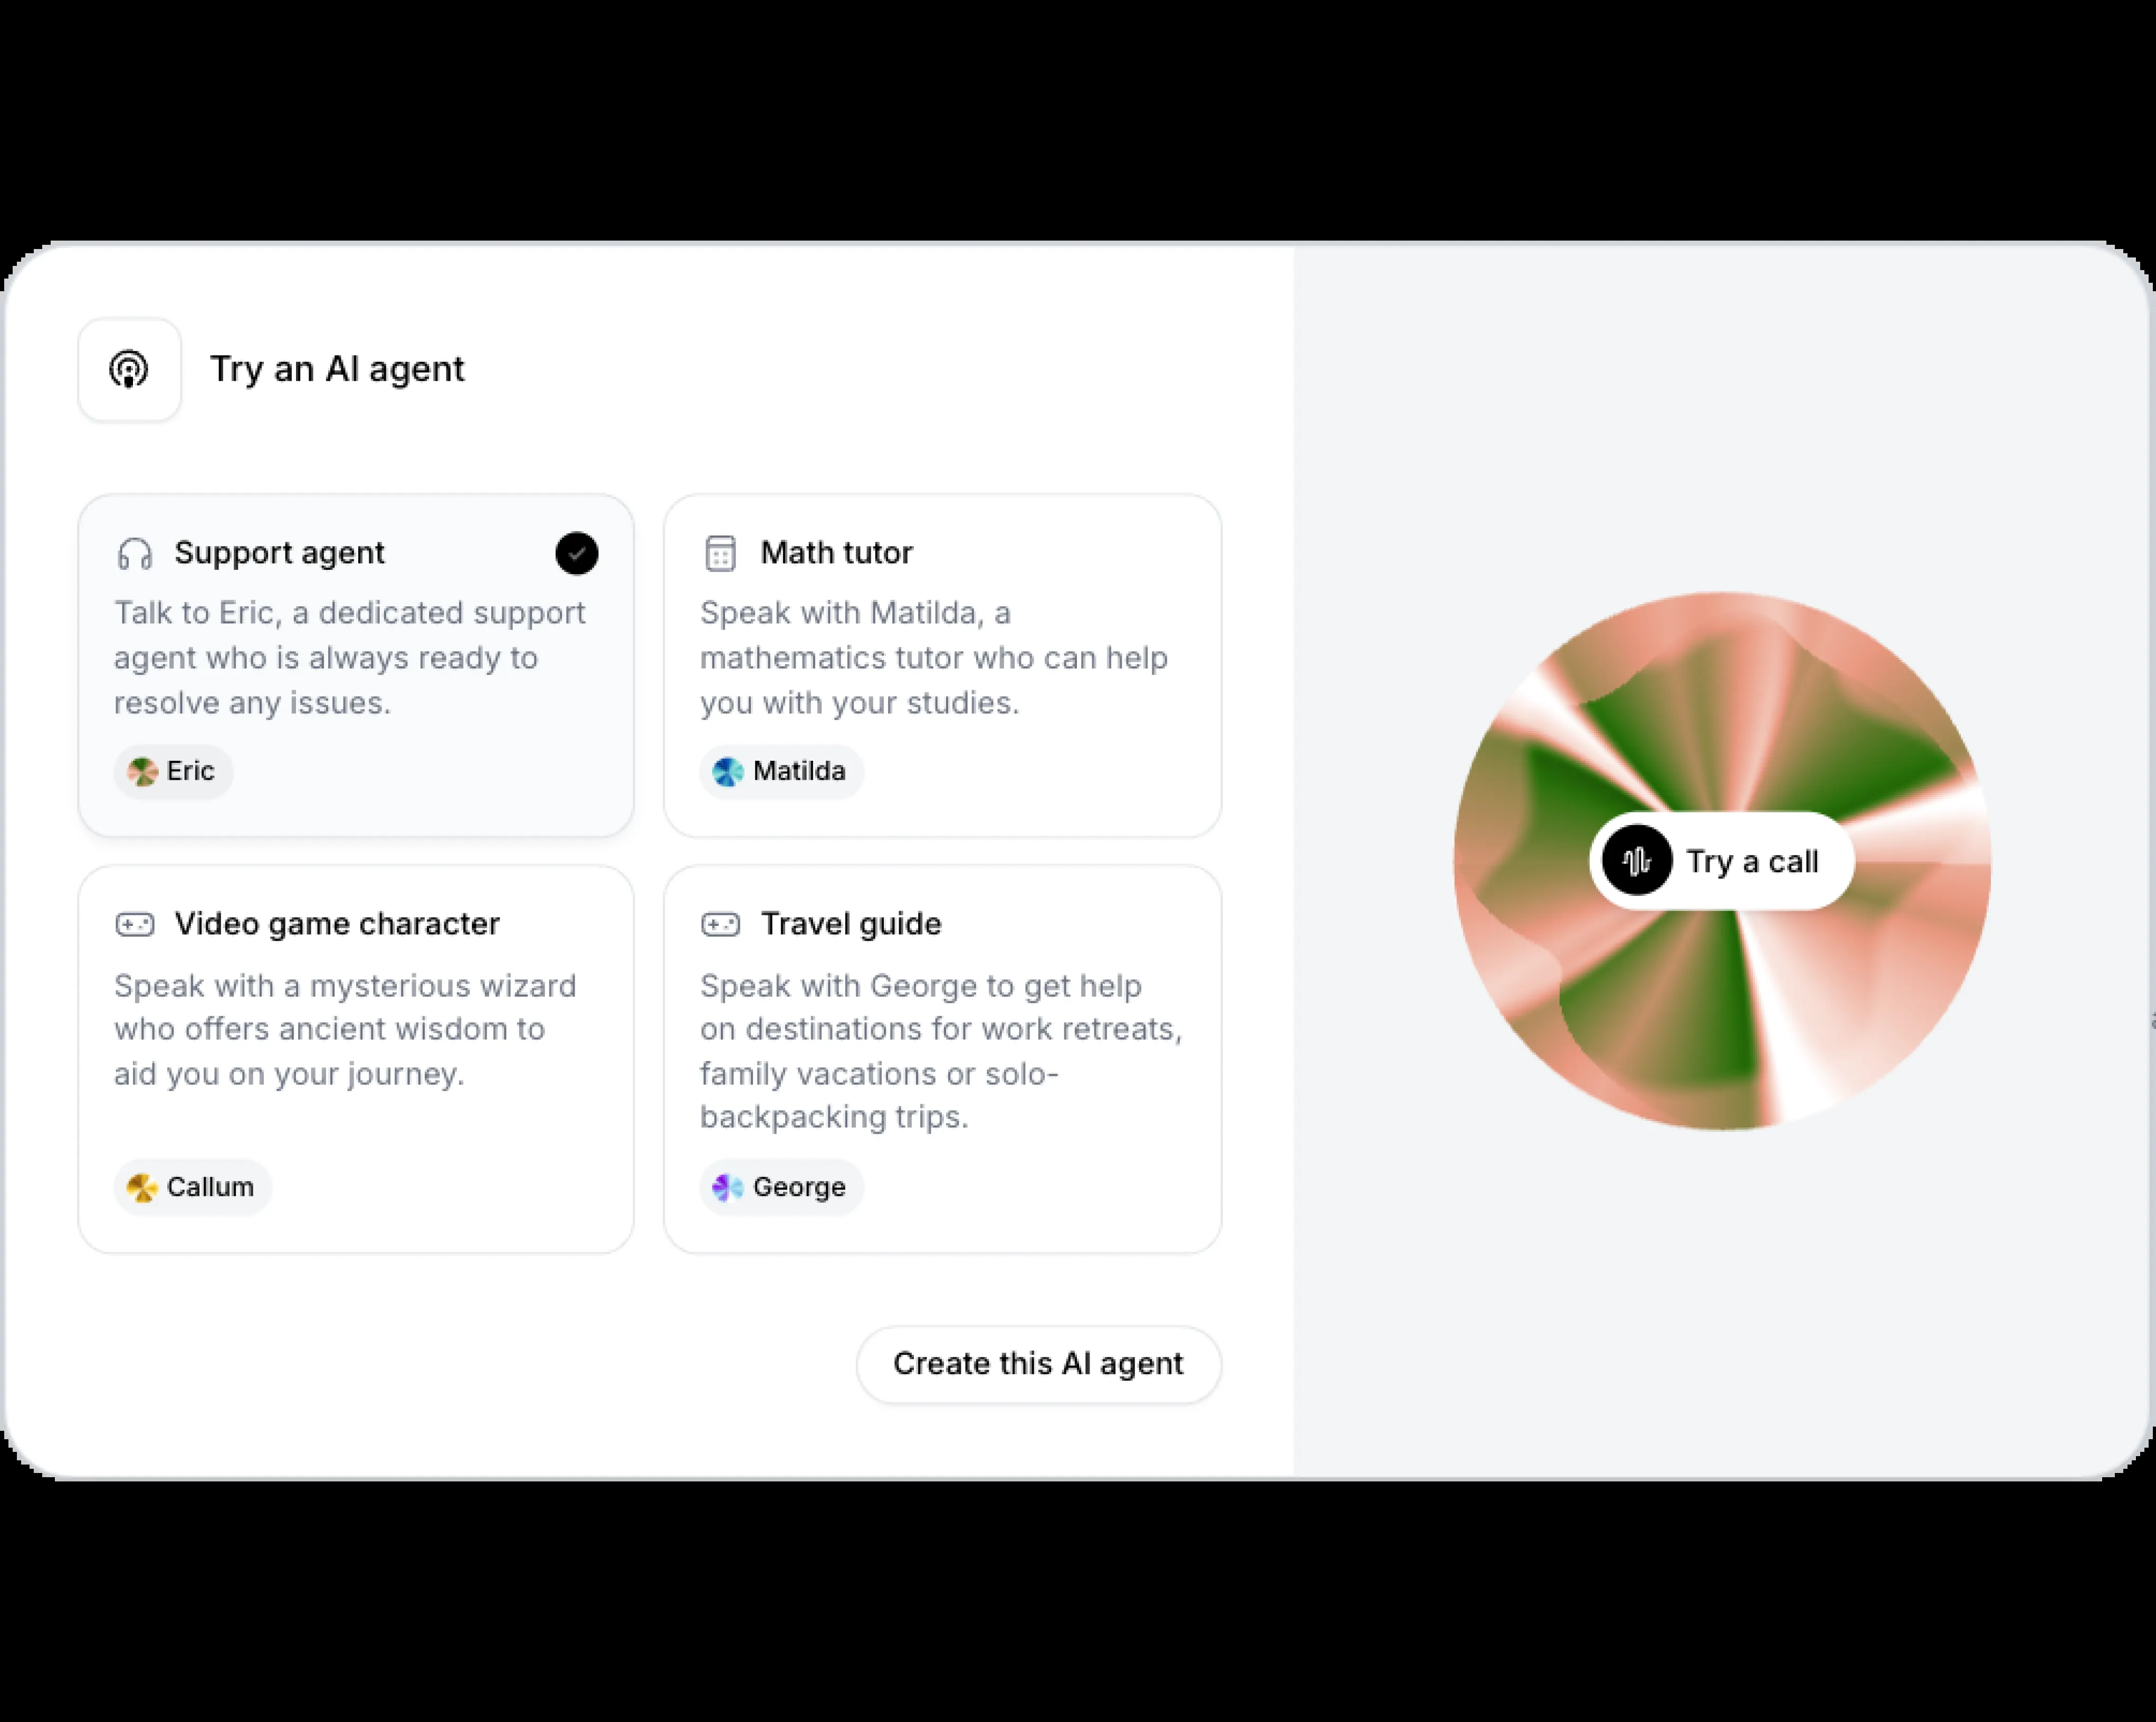 Try an AI agent
Support agent
Talk to Eric, a dedicated support
agent who is always ready to
resolve any issues.
Eric
Math tutor
Speak with Matilda, a
mathematics tutor who can help
you with your studies.
Matilda
Video game character
Speak with a mysterious wizard
who offers ancient wisdom to
aid you on your journey.
Callum
Travel guide
Speak with George to get help
on destinations for work retreats,
family vacations or solo-
backpacking trips.
George
Create this AI agent
Try a call